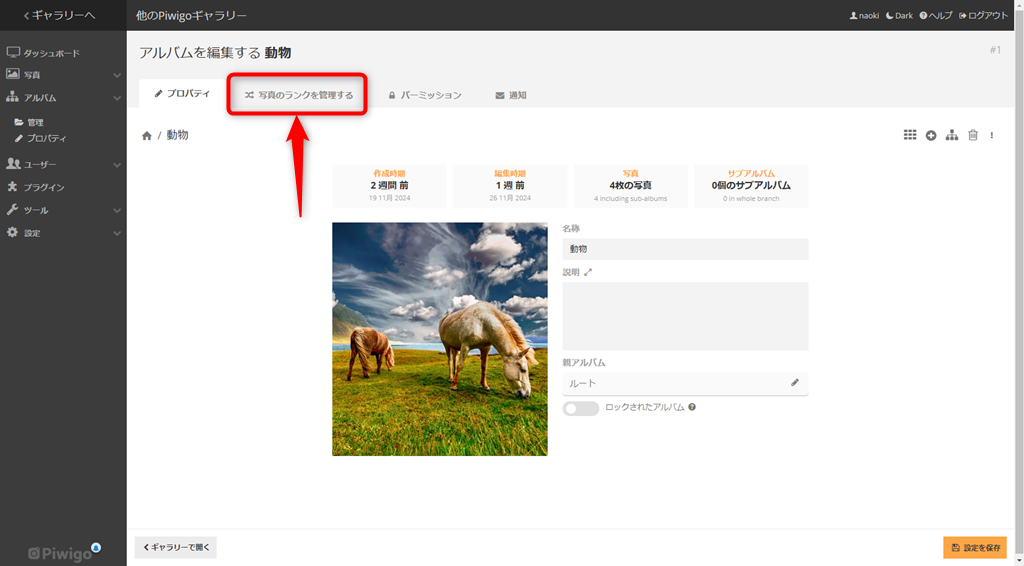 ギャラリーへ
他のPiwigoギャラリー
naoki Dark ヘルプ ログアウト
ダッシュボード
写真
アルバム
管理
プロパティ
ユーザー
プラグイン
ツール
設定
アルバムを編集する 動物
#1
プロパティ
写真のランクを管理する
パーミッション
通知
/ 動物
作成時期
2 週間 前
19 11月 2024
編集時期
1 週 前
26 11月 2024
写真
4枚の写真
4 including sub-albums
サブアルバム
0個のサブアルバム
0 in whole branch
名称
動物
説明
親アルバム
ルート
ロックされたアルバム
Piwigo
ギャラリーで開く
設定を保存